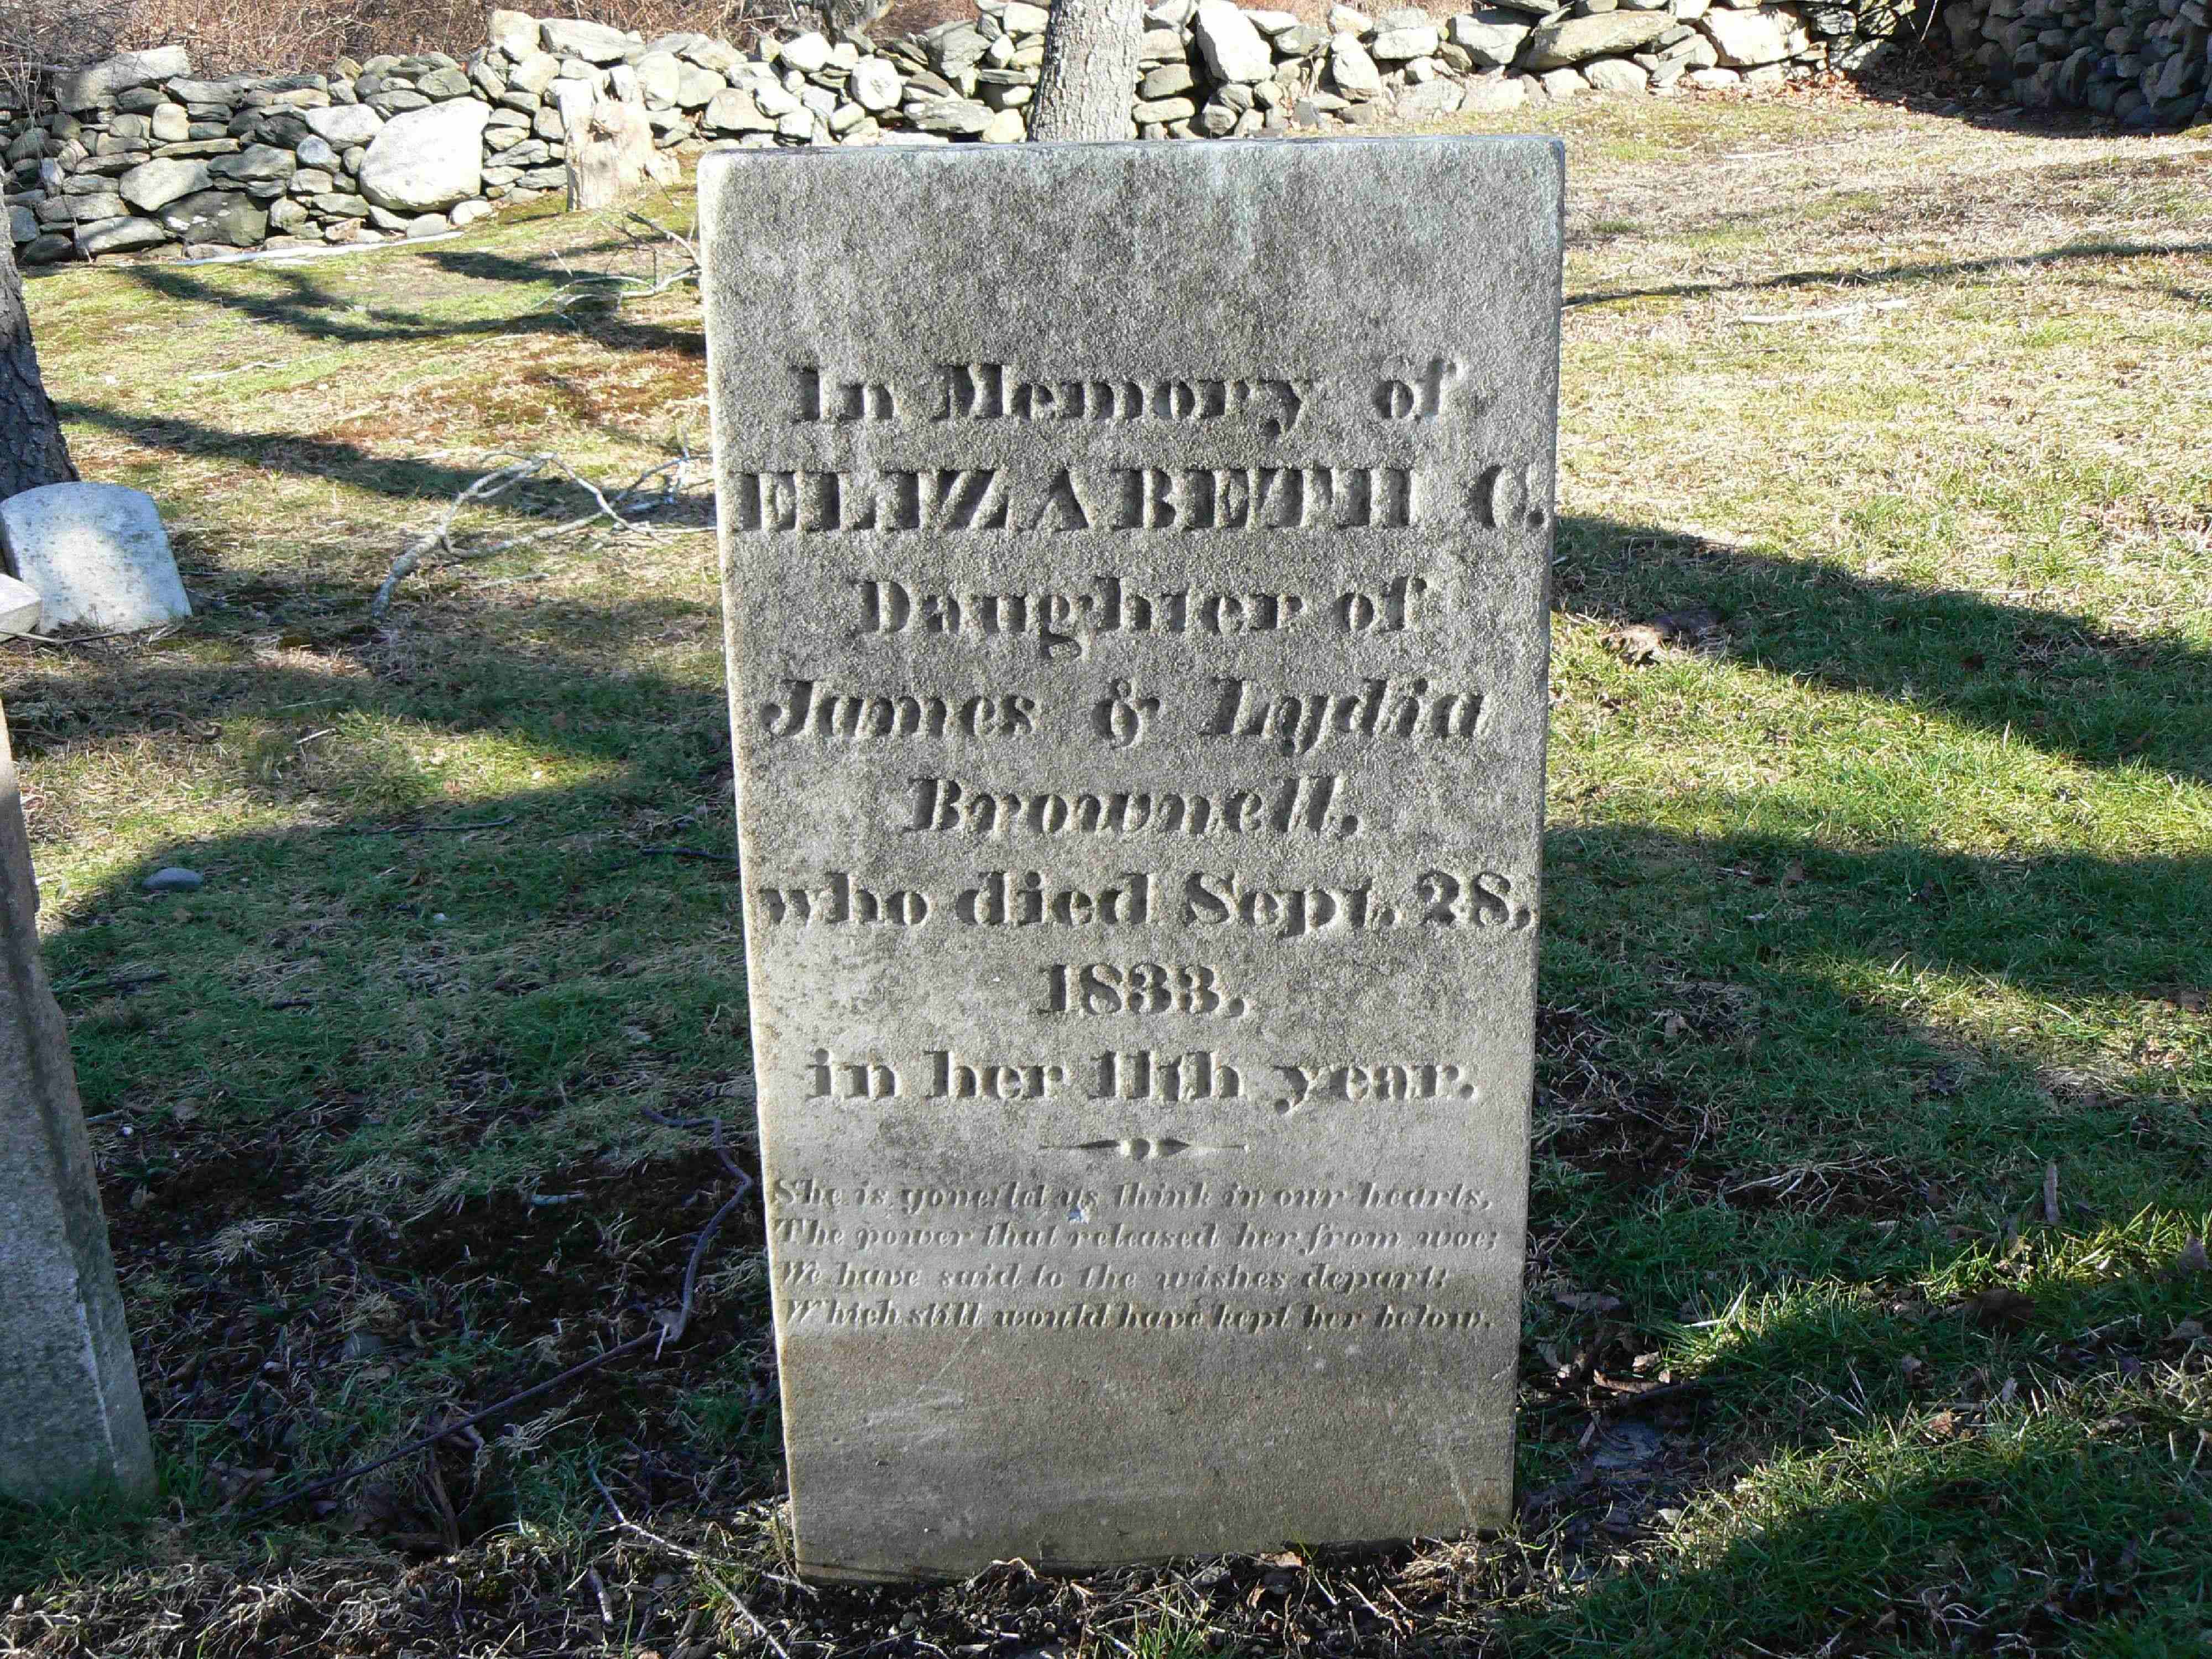 In Memory of
ELIZABETH C.
Daughter of
James & Lydia
Brownell,
who died Sept. 28,
1833,
in her 11th year.
She is gone let us think in our hearts,
The power that released her from woe;
We have said to the wishes depart!
Which still would have kept her below.